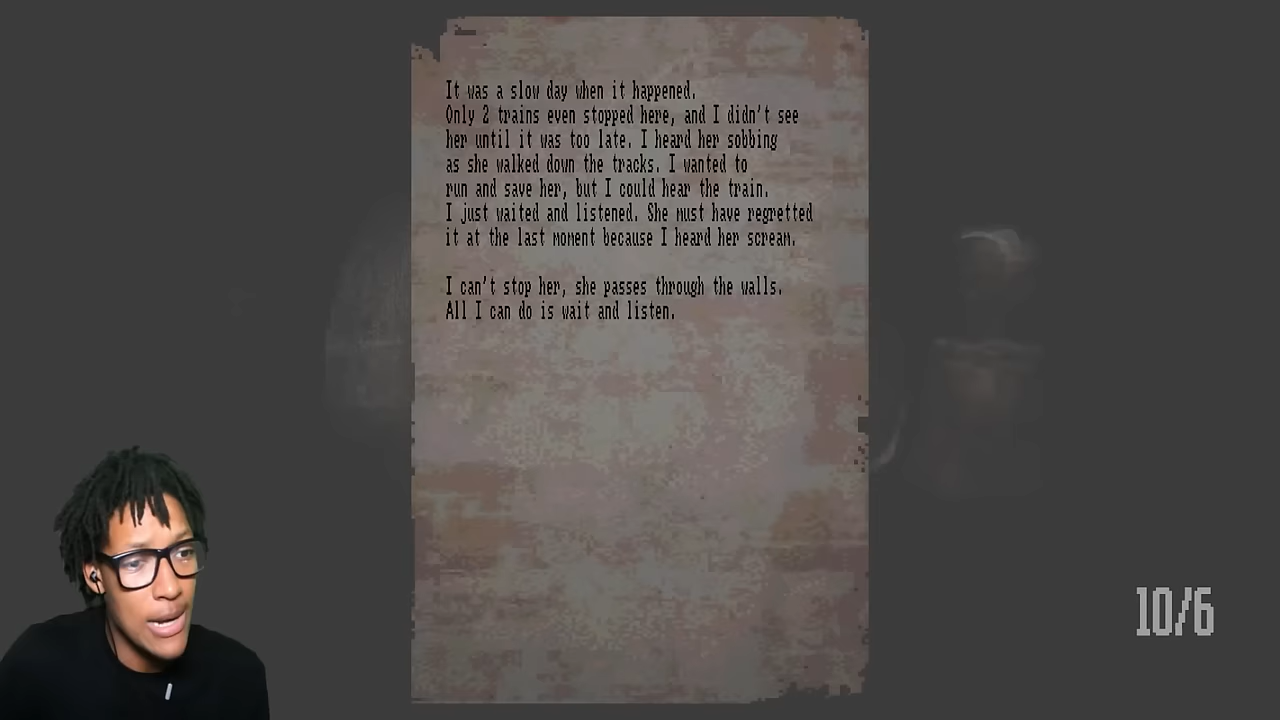 It was a slow day when it happened.
Only 2 trains even stopped here, and I didn't see
her until it was too late. I heard her sobbing
as she walked down the tracks. I wanted to
run and save her, but I could hear the train.
I just waited and listened. She must have regretted
it at the last moment because I heard her scream.
I can't stop her, she passes through the walls.
All I can do is wait and listen.
10/6